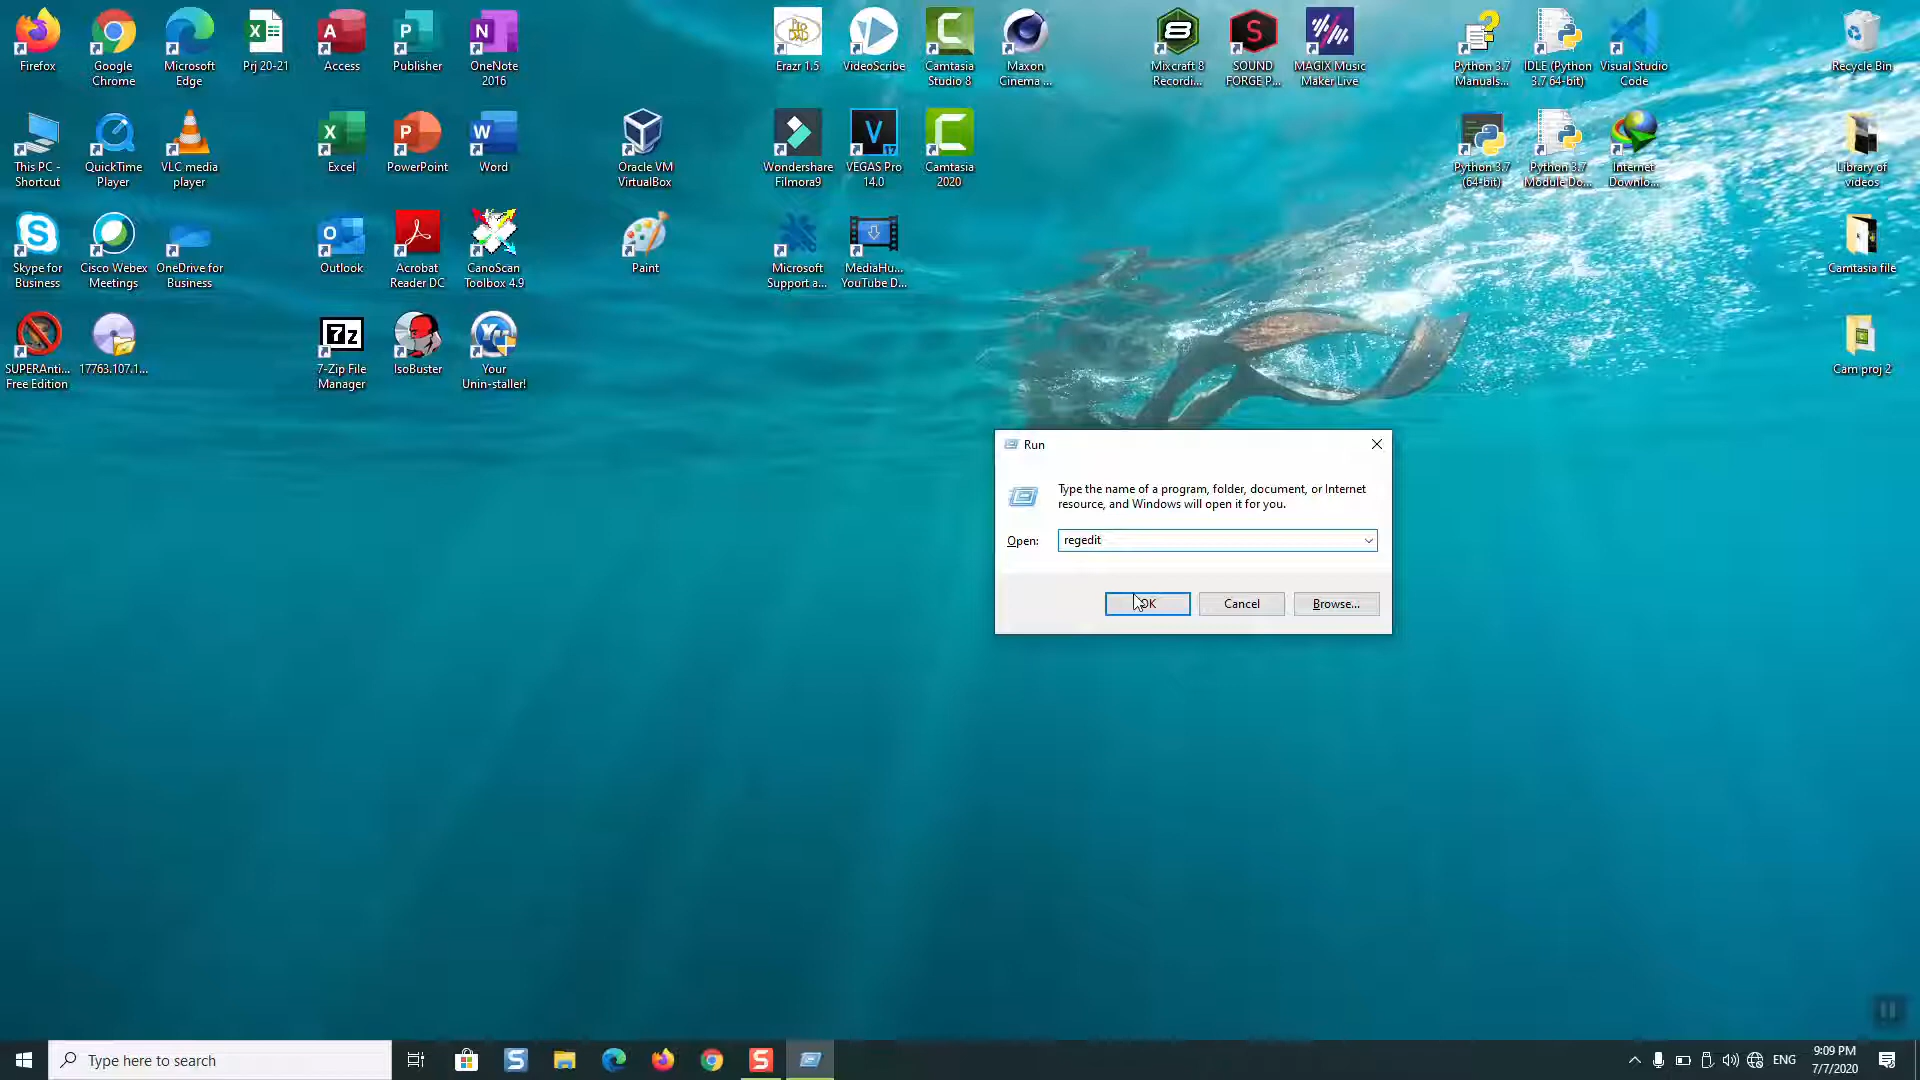 Firefox
Google
Chrome
Microsoft
Edge
Prj 20-21
Access
Publisher
OneNote
2016
Erazr 1.5
VideoScribe
Camtasia
Studio 8
Maxon
Cinema ...
Mixcraft 8
Recordi...
SOUND
FORGE P...
MAGIX Music
Maker Live
Python 3.7
Manuals...
IDLE (Python
3.7 64-bit)
Visual Studio
Code
Recycle Bin
This PC -
Shortcut
QuickTime
Player
VLC media
player
Excel
PowerPoint
Word
Oracle VM
VirtualBox
Wondershare
Filmora9
VEGAS Pro
14.0
Camtasia
2020
Python 3.7
(64-bit)
Python 3.7
Module Do...
Internet
Downlo...
Library of
videos
Skype for
Business
Cisco Webex
Meetings
OneDrive for
Business
Outlook
Acrobat
Reader DC
CanoScan
Toolbox 4.9
Paint
Microsoft
Support a...
MediaHu...
YouTube D...
Camtasia file
SUPERAnti...
Free Edition
17763.107.1...
7-Zip File
Manager
IsoBuster
Your
Unin-staller!
Cam proj 2
Run
Type the name of a program, folder, document, or Internet
resource, and Windows will open it for you.
Open:
regedit
OK
Cancel
Browse...
Type here to search
ENG
9:09 PM
7/7/2020